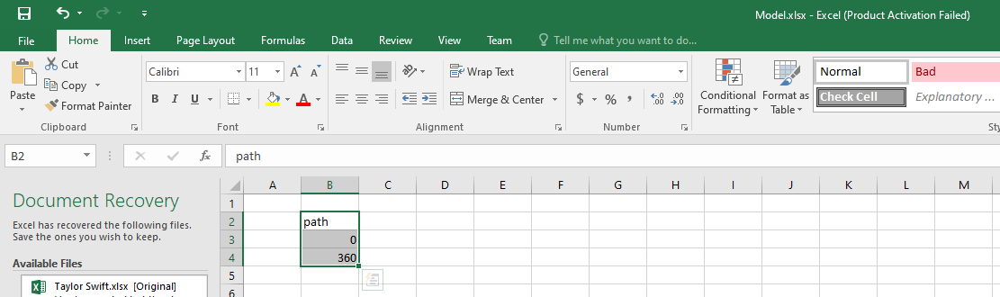 Model.xlsx - Excel (Product Activation Failed)
File Home Insert Page Layout Formulas Data Review View Team Tell me what you want to do...
Cut
Copy
Paste
Format Painter
Clipboard
Calibri 11 A A
B I U A
Font
Wrap Text
Merge & Center
Alignment
General
$ % , .0 .00 .00 .0
Number
Conditional Formatting
Format as Table
Normal Bad
Check Cell Explanatory ...
Sty
B2 fx path
Document Recovery
Excel has recovered the following files.
Save the ones you wish to keep.
Available Files
Taylor Swift.xlsx [Original]
A B C D E F G H I J K L M
1
2 path
3 0
4 360
5
6